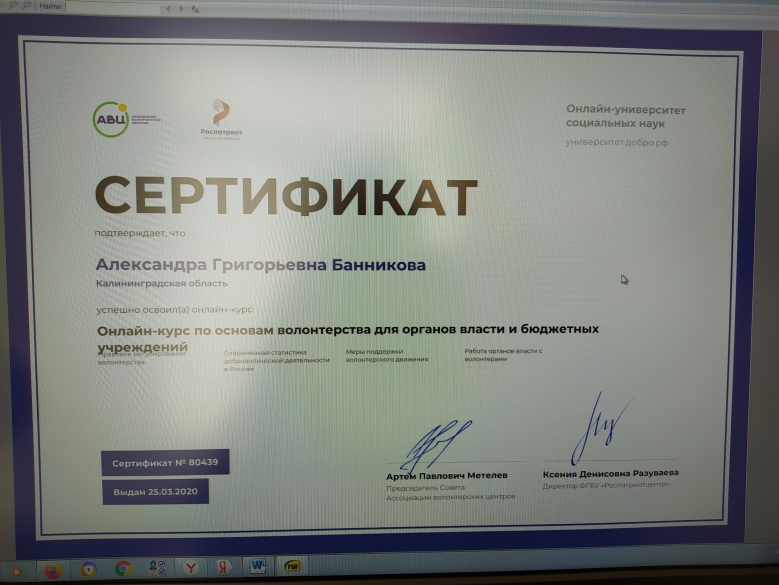 Найти:
АВЦ
Роспатриот
Онлайн-университет
социальных наук
университет.добро.рф
СЕРТИФИКАТ
подтверждает, что
Александра Григорьевна Банникова
Калининградская область
успешно освоил(а) онлайн-курс
Онлайн-курс по основам волонтерства для органов власти и бюджетных
учреждений
Правовое регулирование
волонтерства
Современная статистика
добровольческой деятельности
в России
Меры поддержки
волонтерского движения
Работа органов власти с
волонтерами
Сертификат № 80439
Выдан 25.03.2020
Артем Павлович Метелев
Председатель Совета
Ассоциации волонтерских центров
Ксения Денисовна Разуваева
Директор ФГБУ «Роспатриотцентр»